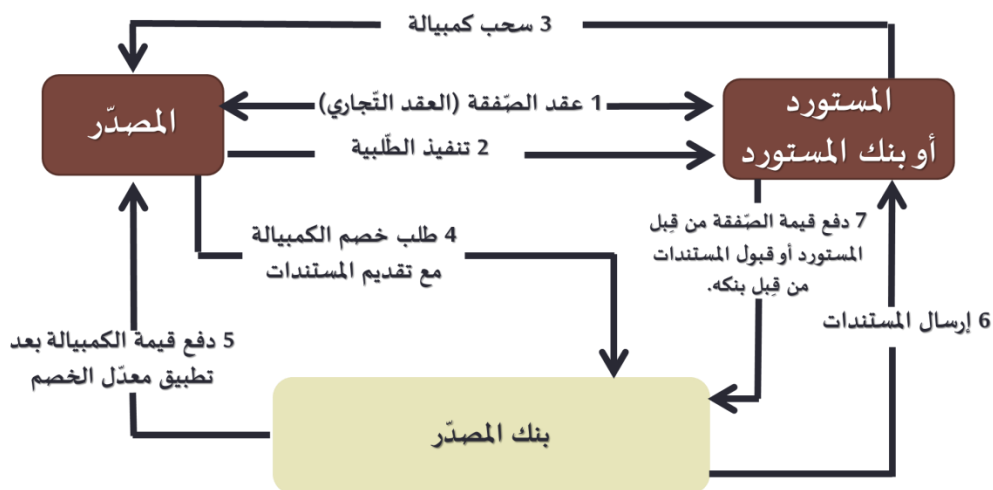 3 سحب كمبيالة
المصدّر
1 عقد الصّفقة (العقد التّجاري)
2 تنفيذ الطّلبية
المستورد
أو بنك المستورد
4 طلب خصم الكمبيالة
مع تقديم المستندات
7 دفع قيمة الصّفقة من قِبل
المستورد أو قبول المستندات
من قِبل بنكه.
6 إرسال المستندات
5 دفع قيمة الكمبيالة بعد
تطبيق معدّل الخصم
بنك المصدّر